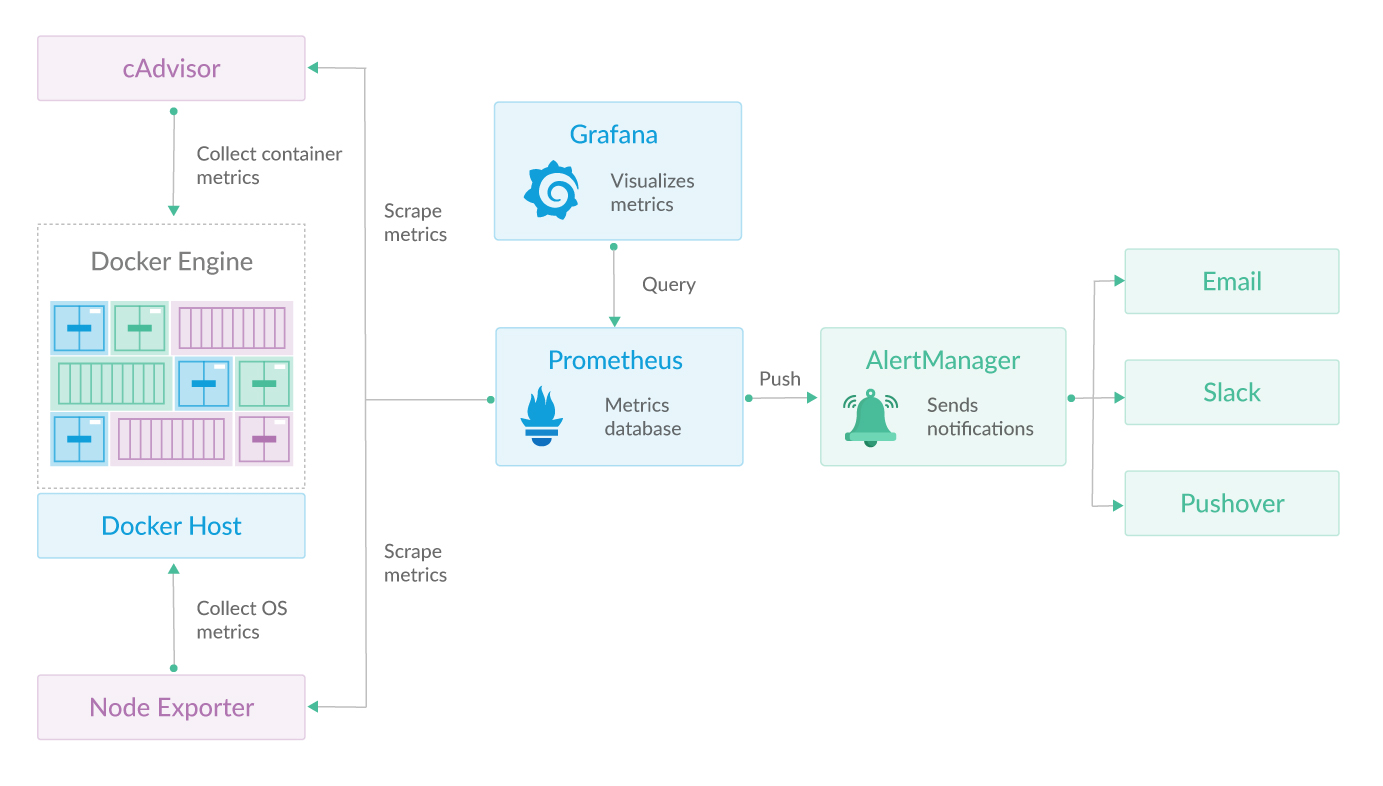 cAdvisor
Collect container
metrics
Docker Engine
Docker Host
Collect OS
metrics
Node Exporter
Scrape
metrics
Scrape
metrics
Grafana
Visualizes
metrics
Query
Prometheus
Metrics
database
Push
AlertManager
Sends
notifications
Email
Slack
Pushover